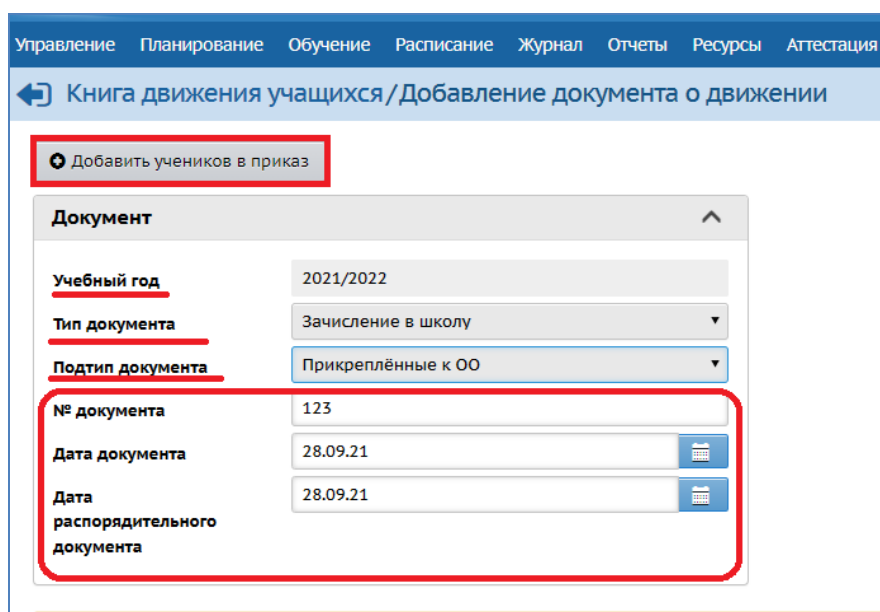 Управление Планирование Обучение Расписание Журнал Отчеты Ресурсы Аттестация
Книга движения учащихся/Добавление документа о движении
Добавить учеников в приказ
Документ
Учебный год 2021/2022
Тип документа Зачисление в школу
Подтип документа Прикреплённые к ОО
№ документа 123
Дата документа 28.09.21
Дата 28.09.21
распорядительного
документа